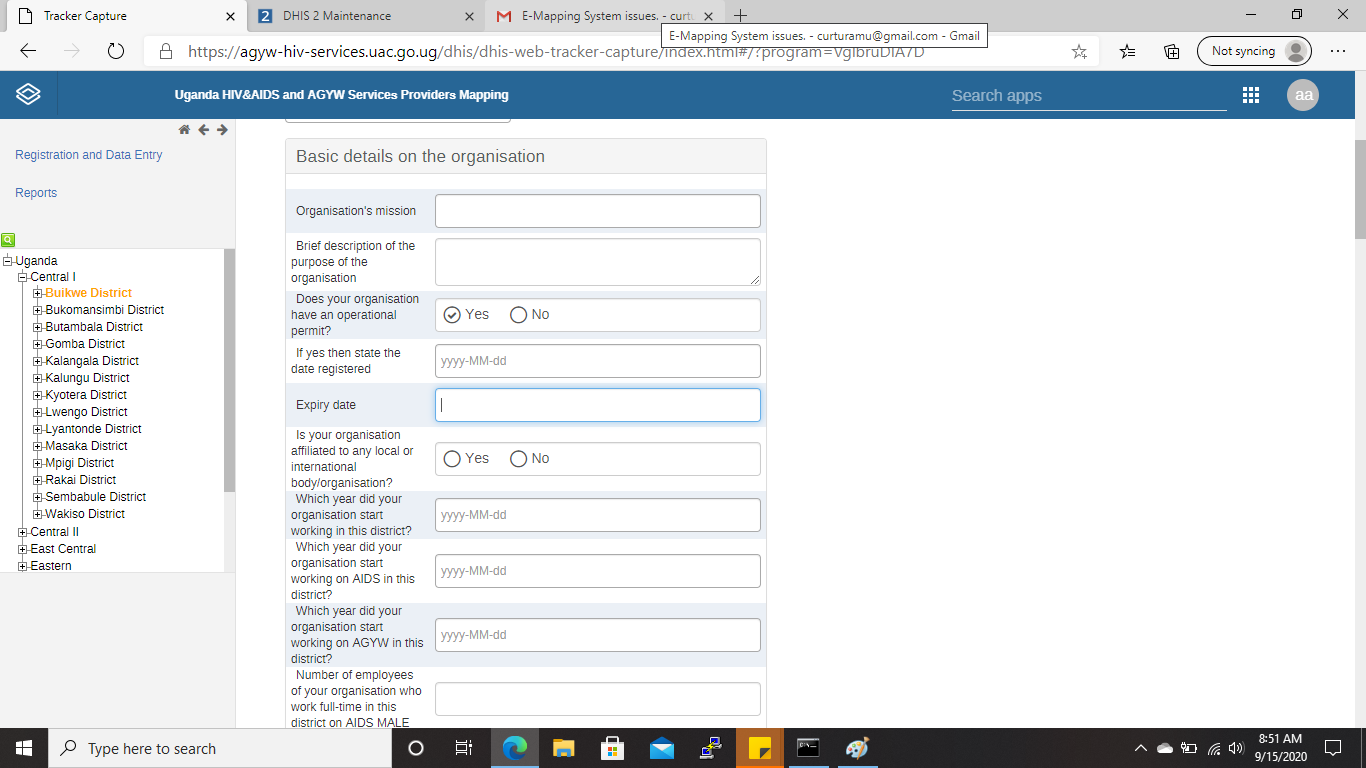 Tracker Capture
DHIS 2 Maintenance
E-Mapping System issues. - curtu
E-Mapping System issues. - curturamu@gmail.com - Gmail
https://agyw-hiv-services.uac.go.ug/dhis/dhis-web-tracker-capture/index.html#/?program=VgIbruDIA7D
Not syncing
Uganda HIV&AIDS and AGYW Services Providers Mapping
Search apps
aa
Registration and Data Entry
Reports
Uganda
Central I
Buikwe District
Bukomansimbi District
Butambala District
Gomba District
Kalangala District
Kalungu District
Kyotera District
Lwengo District
Lyantonde District
Masaka District
Mpigi District
Rakai District
Sembabule District
Wakiso District
Central II
East Central
Eastern
Basic details on the organisation
Organisation's mission
Brief description of the
purpose of the
organisation
Does your organisation
have an operational
permit?
Yes No
If yes then state the
date registered
yyyy-MM-dd
Expiry date
Is your organisation
affiliated to any local or
international
body/organisation?
Yes No
Which year did your
organisation start
working in this district?
yyyy-MM-dd
Which year did your
organisation start
working on AIDS in this
district?
yyyy-MM-dd
Which year did your
organisation start
working on AGYW in this
district?
yyyy-MM-dd
Number of employees
of your organisation who
work full-time in this
district on AIDS MALE
Type here to search
8:51 AM
9/15/2020